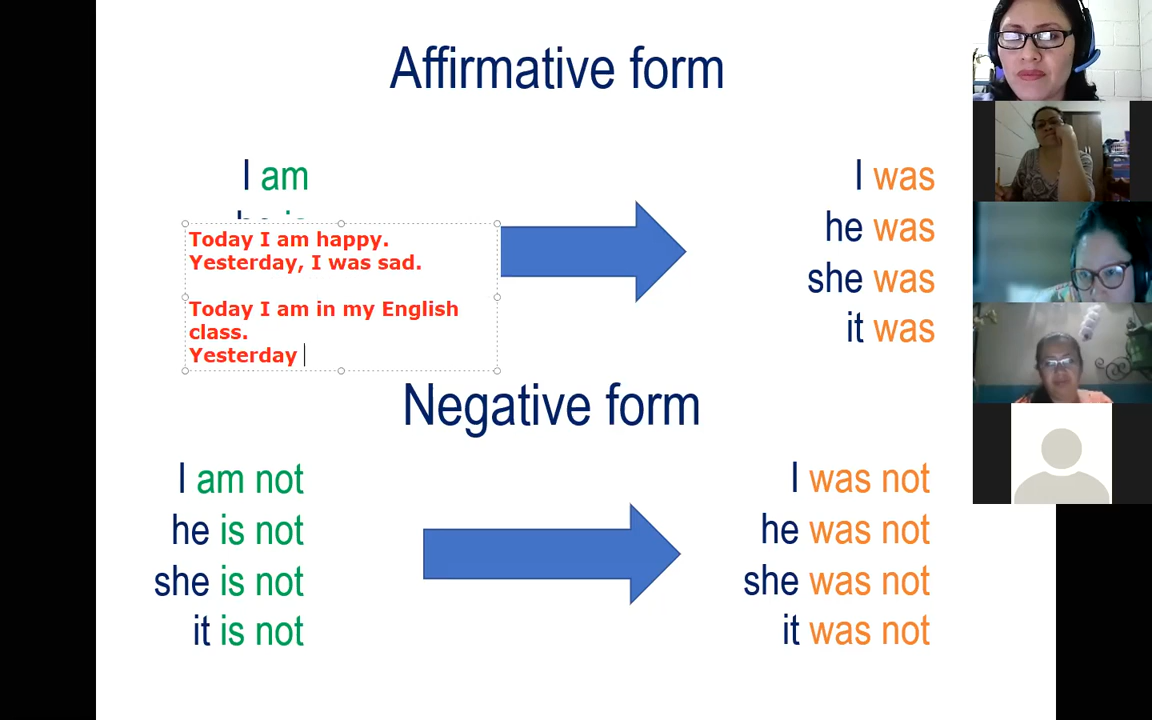 Affirmative form
I am
he is
Today I am happy.
Yesterday, I was sad.
Today I am in my English
class.
Yesterday
I was
he was
she was
it was
Negative form
I am not
he is not
she is not
it is not
I was not
he was not
she was not
it was not